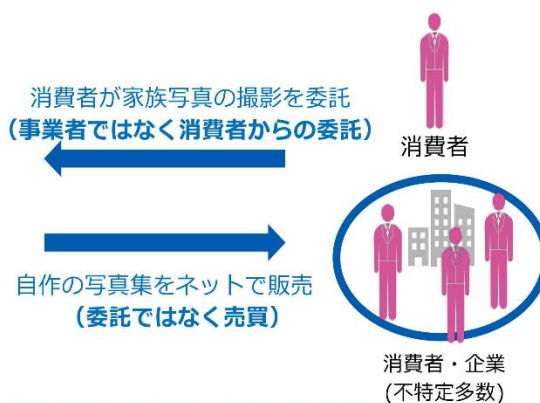 消費者が家族写真の撮影を委託
（事業者ではなく消費者からの委託）
消費者
自作の写真集をネットで販売
（委託ではなく売買）
消費者・企業
(不特定多数)